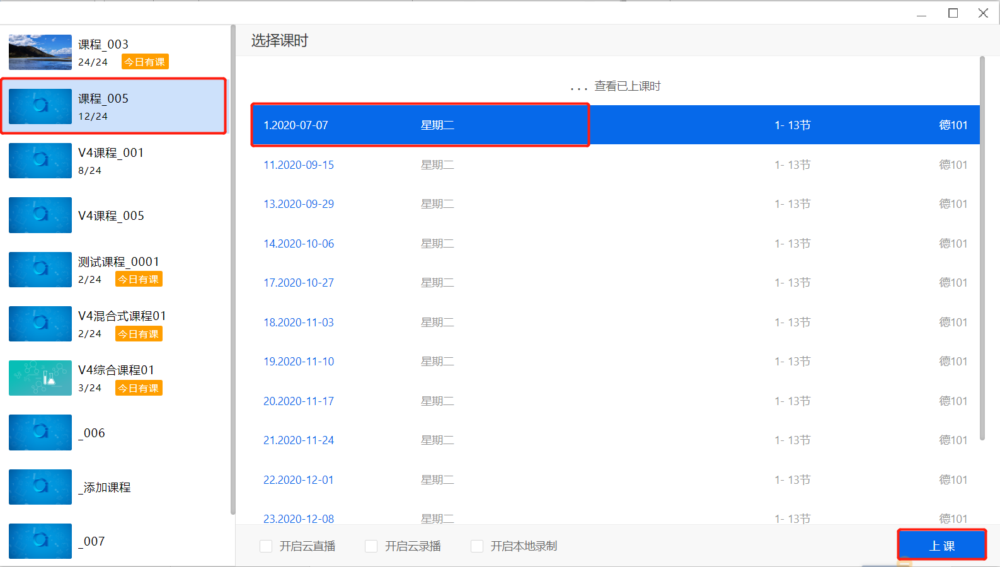 课程_003
24/24 今日有课
课程_005
12/24
V4课程_001
8/24
V4课程_005
测试课程_0001
2/24 今日有课
V4混合式课程01
2/24 今日有课
V4综合课程01
3/24 今日有课
_006
_添加课程
_007
选择课时
... 查看已上课时
1.2020-07-07 星期二 1- 13节 德101
11.2020-09-15 星期二 1- 13节 德101
13.2020-09-29 星期二 1- 13节 德101
14.2020-10-06 星期二 1- 13节 德101
17.2020-10-27 星期二 1- 13节 德101
18.2020-11-03 星期二 1- 13节 德101
19.2020-11-10 星期二 1- 13节 德101
20.2020-11-17 星期二 1- 13节 德101
21.2020-11-24 星期二 1- 13节 德101
22.2020-12-01 星期二 1- 13节 德101
23.2020-12-08 星期二 1- 13节 德101
开启云直播 开启云录播 开启本地录制 上课